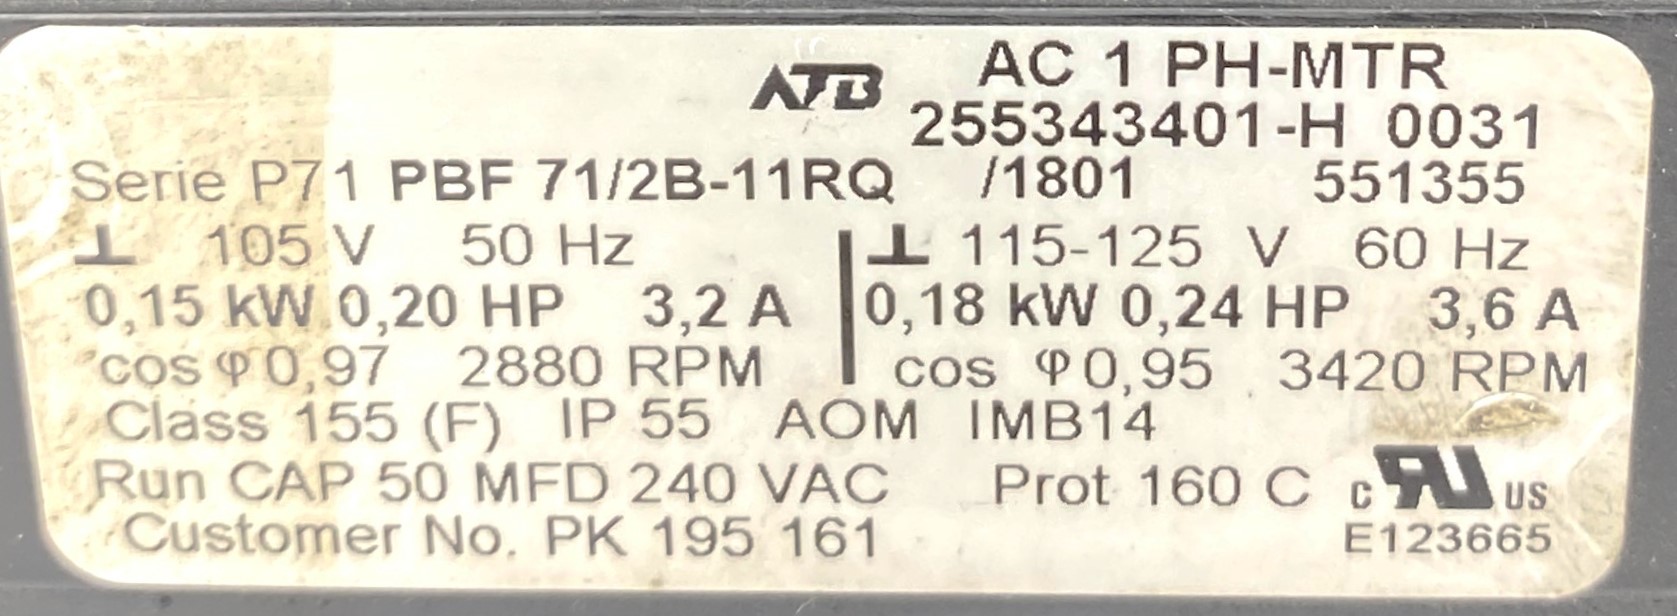 ATB AC 1 PH-MTR
255343401-H 0031
Serie P71 PBF 71/2B-11RQ /1801 551355
⊥ 105 V 50 Hz ⊥ 115-125 V 60 Hz
0,15 kW 0,20 HP 3,2 A 0,18 kW 0,24 HP 3,6 A
cos φ 0,97 2880 RPM cos φ 0,95 3420 RPM
Class 155 (F) IP 55 AOM IMB14
Run CAP 50 MFD 240 VAC Prot 160 C c RU US
Customer No. PK 195 161 E123665